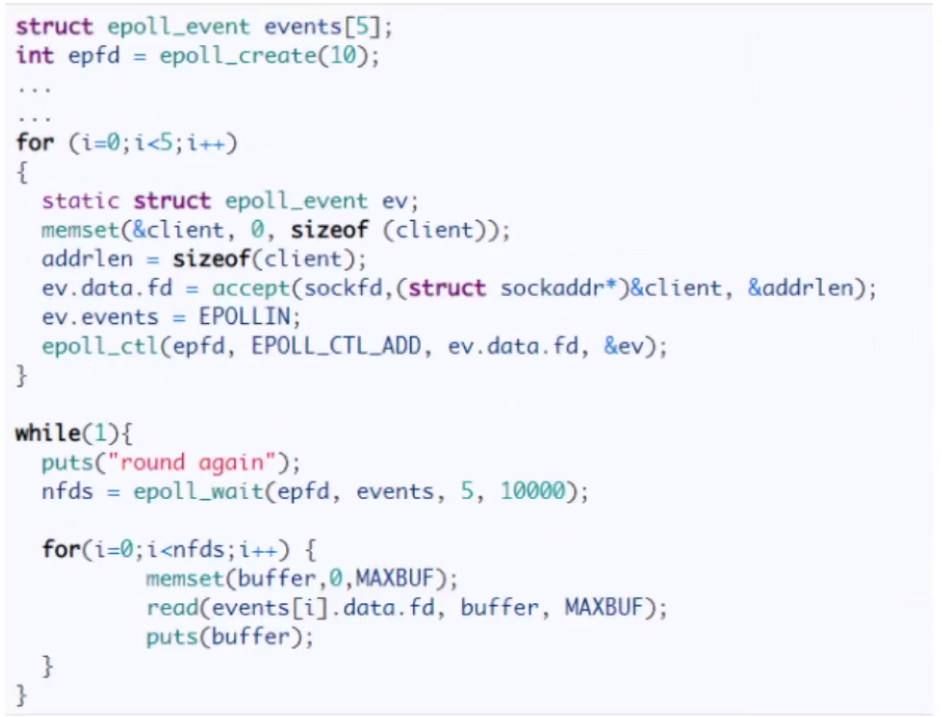 struct epoll_event events[5];
int epfd = epoll_create(10);
...
...
for (i=0;i<5;i++)
{
  static struct epoll_event ev;
  memset(&client, 0, sizeof (client));
  addrlen = sizeof(client);
  ev.data.fd = accept(sockfd,(struct sockaddr*)&client, &addrlen);
  ev.events = EPOLLIN;
  epoll_ctl(epfd, EPOLL_CTL_ADD, ev.data.fd, &ev);
}

while(1){
  puts("round again");
  nfds = epoll_wait(epfd, events, 5, 10000);

  for(i=0;i<nfds;i++) {
          memset(buffer,0,MAXBUF);
          read(events[i].data.fd, buffer, MAXBUF);
          puts(buffer);
  }
}